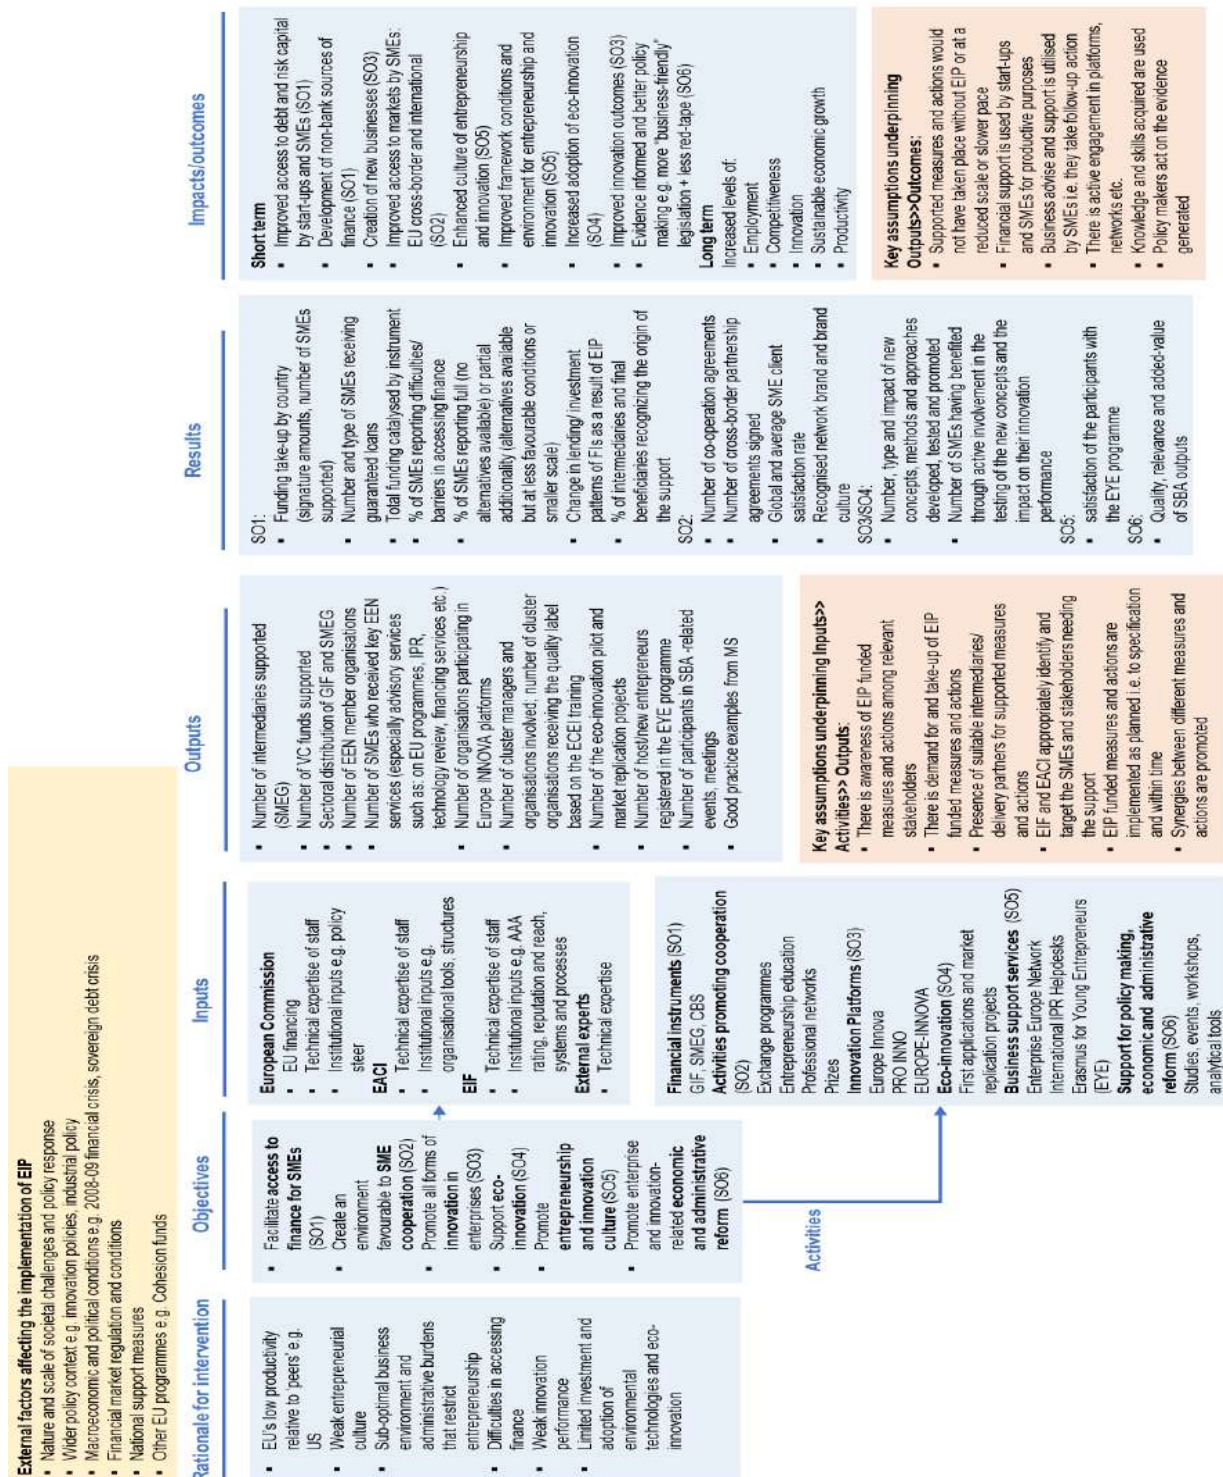 External factors affecting the implementation of EIP
▪ Nature and scale of societal challenges and policy response
▪ Wider policy context e.g. innovation policies, industrial policy
▪ Macroeconomic and political conditions e.g. 2008-09 financial crisis, sovereign debt crisis
▪ Financial market regulation and conditions
▪ National support measures
▪ Other EU programmes e.g. Cohesion funds
Rationale for intervention
▪ EU's low productivity
relative to 'peers' e.g.
US
▪ Weak entrepreneurial
culture
▪ Sub-optimal business
environment and
administrative burdens
that restrict
entrepreneurship
▪ Difficulties in accessing
finance
▪ Weak innovation
performance
▪ Limited investment and
adoption of
environmental
technologies and eco-
innovation
Objectives
▪ Facilitate access to
finance for SMEs
(SO1)
▪ Create an
environment
favourable to SME
cooperation (SO2)
▪ Promote all forms of
innovation in
enterprises (SO3)
▪ Support eco-
innovation (SO4)
▪ Promote
entrepreneurship
and innovation
culture (SO5)
▪ Promote enterprise
and innovation-
related economic
and administrative
reform (SO6)
Activities
Inputs
European Commission
▪ EU financing
▪ Technical expertise of staff
▪ Institutional inputs e.g. policy
steer
EACI
▪ Technical expertise of staff
▪ Institutional inputs e.g.
organisational tools, structures
EIF
▪ Technical expertise of staff
▪ Institutional inputs e.g. AAA
rating, reputation and reach,
systems and processes
External experts
▪ Technical expertise
Financial instruments (SO1)
GIF, SMEG, CBS
Activities promoting cooperation
(SO2)
Exchange programmes
Entrepreneurship education
Professional networks
Prizes
Innovation Platforms (SO3)
Europe Innova
PRO INNO
EUROPE-INNOVA
Eco-innovation (SO4)
First applications and market
replication projects
Business support services (SO5)
Enterprise Europe Network
International IPR Helpdesks
Erasmus for Young Entrepreneurs
(EYE)
Support for policy making,
economic and administrative
reform (SO6)
Studies, events, workshops,
analytical tools
Outputs
▪ Number of intermediaries supported
(SMEG)
▪ Number of VC funds supported
▪ Sectoral distribution of GIF and SMEG
▪ Number of EEN member organisations
▪ Number of SMEs who received key EEN
services (especially advisory services
such as: on EU programmes, IPR,
technology review, financing services etc.)
▪ Number of organisations participating in
Europe INNOVA platforms
▪ Number of cluster managers and
organisations involved; number of cluster
organisations receiving the quality label
based on the ECEI training
▪ Number of the eco-innovation pilot and
market replication projects
▪ Number of host/new entrepreneurs
registered in the EYE programme
▪ Number of participants in SBA -related
events, meetings
▪ Good practice examples from MS
Key assumptions underpinning Inputs>>
Activities>> Outputs:
▪ There is awareness of EIP funded
measures and actions among relevant
stakeholders
▪ There is demand for and take-up of EIP
funded measures and actions
▪ Presence of suitable intermediaries/
delivery partners for supported measures
and actions
▪ EIF and EACI appropriately identify and
target the SMEs and stakeholders needing
the support
▪ EIP funded measures and actions are
implemented as planned i.e. to specification
and within time
▪ Synergies between different measures and
actions are promoted
Results
SO1:
▪ Funding take-up by country
(signature amounts, number of SMEs
supported)
▪ Number and type of SMEs receiving
guaranteed loans
▪ Total funding catalysed by instrument
▪ % of SMEs reporting difficulties/
barriers in accessing finance
▪ % of SMEs reporting full (no
alternatives available) or partial
additionality (alternatives available
but at less favourable conditions or
smaller scale)
▪ Change in lending/ investment
patterns of FIs as a result of EIP
▪ % of intermediaries and final
beneficiaries recognizing the origin of
the support
SO2:
▪ Number of co-operation agreements
▪ Number of cross-border partnership
agreements signed
▪ Global and average SME client
satisfaction rate
▪ Recognised network brand and brand
culture
SO3/SO4:
▪ Number, type and impact of new
concepts, methods and approaches
developed, tested and promoted
▪ Number of SMEs having benefited
through active involvement in the
testing of the new concepts and the
impact on their innovation
performance
SO5:
▪ satisfaction of the participants with
the EYE programme
SO6:
▪ Quality, relevance and added-value
of SBA outputs
Impacts/outcomes
Short term
▪ Improved access to debt and risk capital
by start-ups and SMEs (SO1)
▪ Development of non-bank sources of
finance (SO1)
▪ Creation of new businesses (SO3)
▪ Improved access to markets by SMEs:
EU cross-border and international
(SO2)
▪ Enhanced culture of entrepreneurship
and innovation (SO5)
▪ Improved framework conditions and
environment for entrepreneurship and
innovation (SO5)
▪ Increased adoption of eco-innovation
(SO4)
▪ Improved innovation outcomes (SO3)
▪ Evidence informed and better policy
making e.g. more "business-friendly"
legislation + less red-tape (SO6)
Long term
Increased levels of:
▪ Employment
▪ Competitiveness
▪ Innovation
▪ Sustainable economic growth
▪ Productivity
Key assumptions underpinning
Outputs>>Outcomes:
▪ Supported measures and actions would
not have taken place without EIP or at a
reduced scale or slower pace
▪ Financial support is used by start-ups
and SMEs for productive purposes
▪ Business advise and support is utilised
by SMEs i.e. they take follow-up action
▪ There is active engagement in platforms,
networks etc.
▪ Knowledge and skills acquired are used
▪ Policy makers act on the evidence
generated